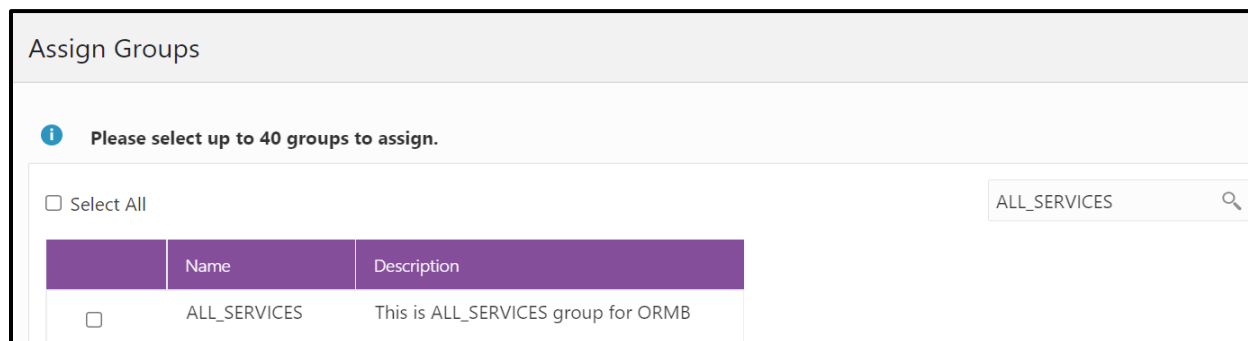 Assign Groups
Please select up to 40 groups to assign.
Select All
ALL_SERVICES
Name Description
ALL_SERVICES This is ALL_SERVICES group for ORMB